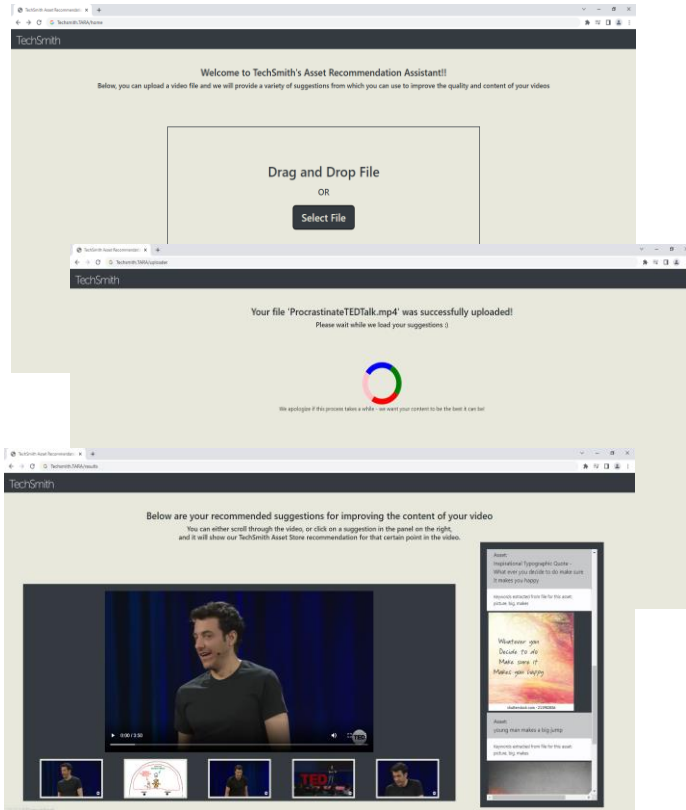 TechSmith Asset Recommendati
Techsmith.TARA/home
TechSmith
Welcome to TechSmith's Asset Recommendation Assistant!!
Below, you can upload a video file and we will provide a variety of suggestions from which you can use to improve the quality and content of your videos
Drag and Drop File
OR
Select File
TechSmith Asset Recommendati
Techsmith.TARA/uploader
TechSmith
Your file 'ProcrastinateTEDTalk.mp4' was successfully uploaded!
Please wait while we load your suggestions :)
We apologize if this process takes a while - we want your content to be the best it can be!
TechSmith Asset Recommendati
Techsmith.TARA/results
TechSmith
Below are your recommended suggestions for improving the content of your video
You can either scroll through the video, or click on a suggestion in the panel on the right,
and it will show our TechSmith Asset Store recommendation for that certain point in the video.
0:00 / 3:50
TED
TED
Asset:
Inspirational Typographic Quote -
What ever you decide to do make sure
it makes you happy
Keywords extracted from file for this asset:
picture, big, makes
Whatever you
Decide to do
Make sure it
Makes you happy
Asset:
young man makes a big jump
Keywords extracted from file for this asset:
picture, big, makes